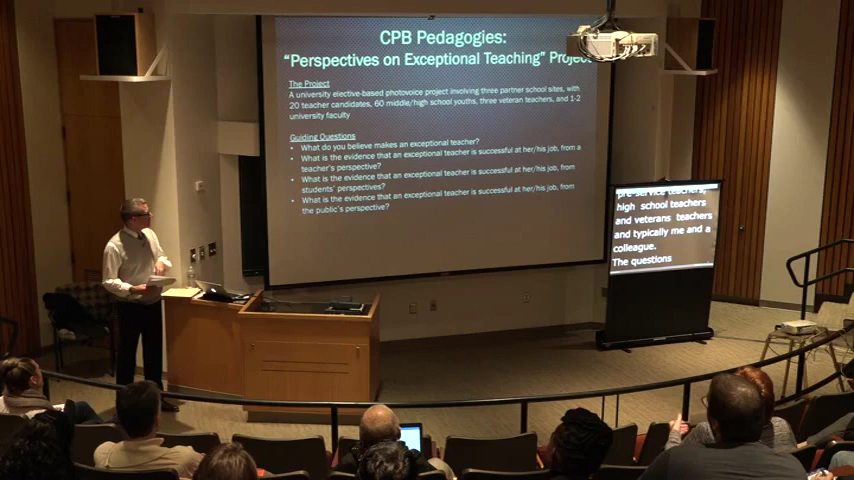 CPB Pedagogies:
"Perspectives on Exceptional Teaching" Project
The Project
A university elective-based photovoice project involving three partner school sites, with
20 teacher candidates, 60 middle/high school youths, three veteran teachers, and 1-2
university faculty
Guiding Questions
• What do you believe makes an exceptional teacher?
• What is the evidence that an exceptional teacher is successful at her/his job, from a
teacher's perspective?
• What is the evidence that an exceptional teacher is successful at her/his job, from
students' perspectives?
• What is the evidence that an exceptional teacher is successful at her/his job, from
the public's perspective?
pre-service teachers,
high school teachers
and veterans teachers
and typically me and a
colleague.
The questions